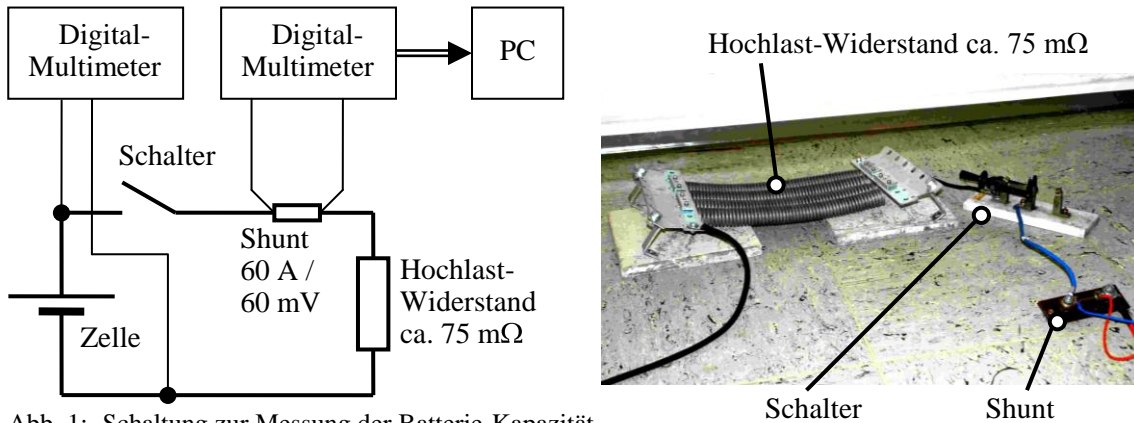 Digital-
Multimeter
Digital-
Multimeter
PC
Schalter
Shunt
60 A /
60 mV
Hochlast-
Widerstand
ca. 75 mΩ
Zelle
Hochlast-Widerstand ca. 75 mΩ
Schalter
Shunt
Abb. 1: Schaltung zur Messung der Batterie-Kapazität